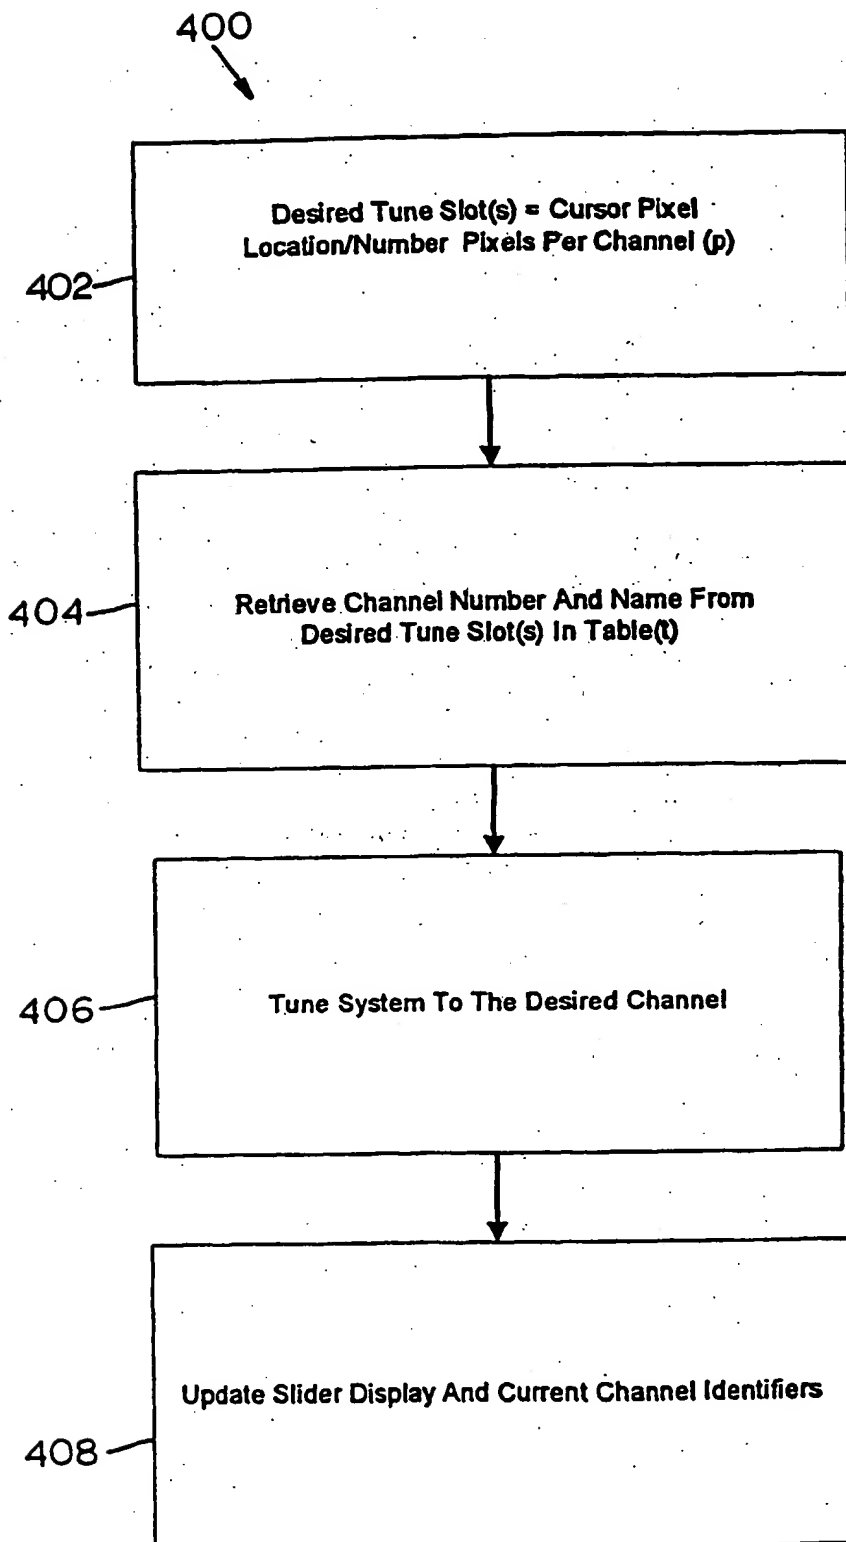 400
Desired Tune Slot(s) = Cursor Pixel
Location/Number Pixels Per Channel (p)
402
404
Retrieve Channel Number And Name From
Desired Tune Slot(s) In Table(t)
406
Tune System To The Desired Channel
Update Slider Display And Current Channel Identifiers
408